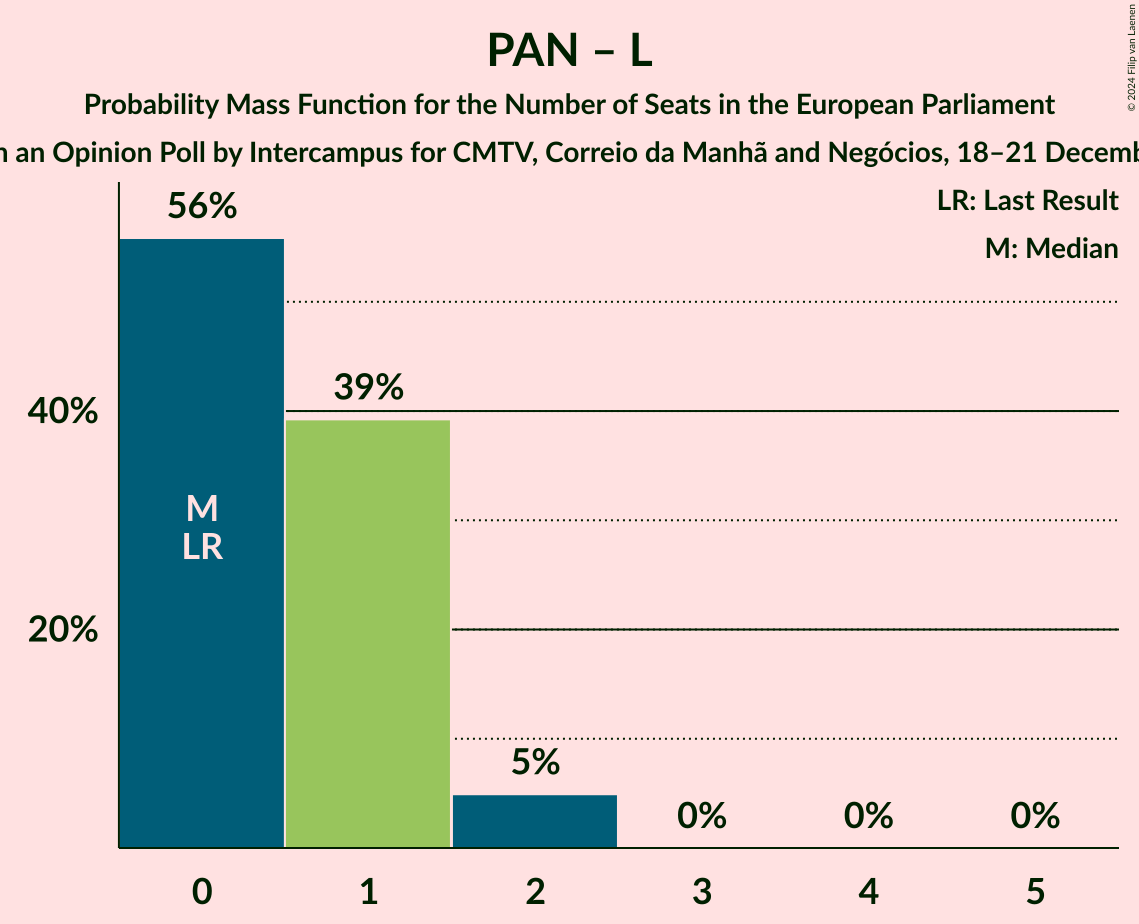 PAN – L
Probability Mass Function for the Number of Seats in the European Parliament
an Opinion Poll by Intercampus for CMTV, Correio da Manhã and Negócios, 18–21
© 2024 Filip van Laenen
LR: Last Result
M: Median
56%
39%
40%
M
LR
20%
5%
0%
0%
0%
0
1
2
3
4
5